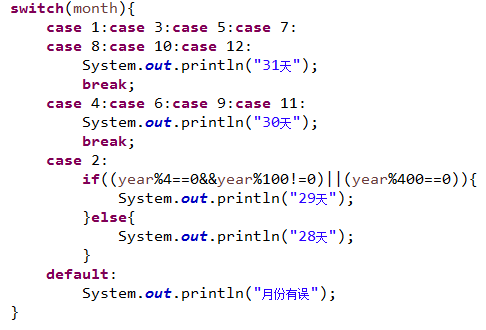 switch(month){
    case 1:case 3:case 5:case 7:
    case 8:case 10:case 12:
        System.out.println("31天");
        break;
    case 4:case 6:case 9:case 11:
        System.out.println("30天");
        break;
    case 2:
        if((year%4==0&&year%100!=0)||(year%400==0)){
            System.out.println("29天");
        }else{
            System.out.println("28天");
        }
    default:
        System.out.println("月份有误");
}